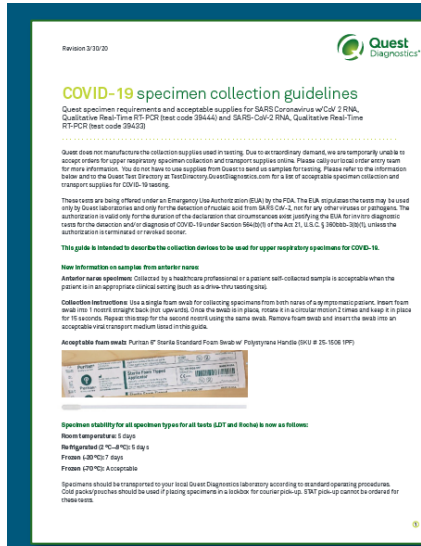 Revision 3/30/20
Quest
Diagnostics®
COVID-19 specimen collection guidelines
Quest specimen requirements and acceptable supplies for SARS Coronavirus w/CoV 2 RNA,
Qualitative Real-Time RT-PCR (test code 39444) and SARS-CoV-2 RNA, Qualitative Real-Time
RT-PCR (test code 39433)
Quest does not manufacture the collection supplies used in testing. Due to extraordinary demand, we are temporarily unable to
accept orders for upper respiratory specimen collection and transport supplies online. Please call your local order entry team
for more information. You do not have to use supplies from Quest to send us samples for testing. Please refer to the information
below and to the Quest Test Directory at TestDirectory.QuestDiagnostics.com for a list of acceptable specimen collection and
transport supplies for COVID-19 testing.
These tests are being offered under an Emergency Use Authorization (EUA) by the FDA. The EUA stipulates the tests may be used
only by Quest laboratories and only for the detection of nucleic acid from SARS CoV-2, not for any other viruses or pathogens. The
authorization is valid only for the duration of the declaration that circumstances exist justifying the EUA for in vitro diagnostic
tests for the detection and/or diagnosis of COVID-19 under Section 564(b)(1) of the Act 21, U.S.C. § 360bbb-3(b)(1), unless the
authorization is terminated or revoked sooner.
This guide is intended to describe the collection devices to be used for upper respiratory specimens for COVID-19.
New information on samples from anterior nares:
Anterior nares specimen: Collected by a healthcare professional or a patient self-collected sample is acceptable when the
patient is in an appropriate clinical setting (such as a drive-thru testing site).
Collection instructions: Use a single foam swab for collecting specimens from both nares of a symptomatic patient. Insert foam
swab into 1 nostril straight back (not upwards). Once the swab is in place, rotate it in a circular motion 2 times and keep it in place
for 15 seconds. Repeat this step for the second nostril using the same swab. Remove foam swab and insert the swab into an
acceptable viral transport medium listed in this guide.
Acceptable foam swab: Puritan 6" Sterile Standard Foam Swab w/ Polystyrene Handle (SKU # 25-1506 1PF)
Puritan
Sterile Foam Tipped
Applicator
Specimen stability for all specimen types for all tests (LDT and Roche) is now as follows:
Room temperature: 5 days
Refrigerated (2 °C–8°C): 5 days
Frozen (-20°C): 7 days
Frozen (-70°C): Acceptable
Specimens should be transported to your local Quest Diagnostics laboratory according to standard operating procedures.
Cold packs/pouches should be used if placing specimens in a lockbox for courier pick-up. STAT pick-up cannot be ordered for
these tests.